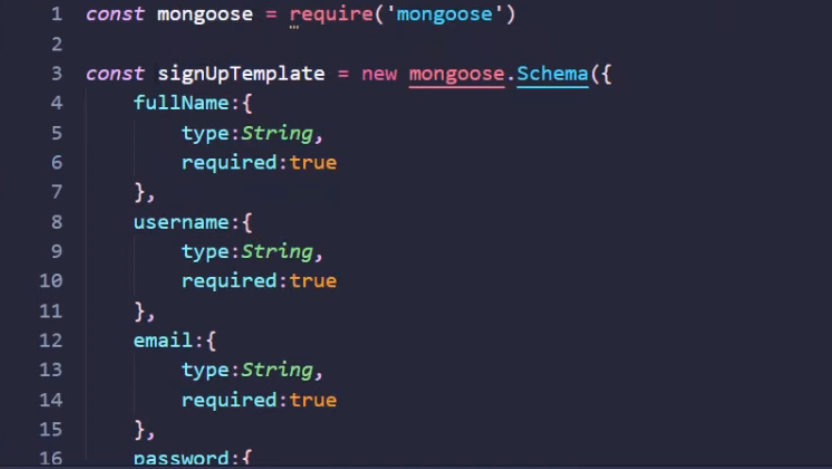 1 const mongoose = require('mongoose')
2
3 const signUpTemplate = new mongoose.Schema({
4 fullName:{
5 type:String,
6 required:true
7 },
8 username:{
9 type:String,
10 required:true
11 },
12 email:{
13 type:String,
14 required:true
15 },
16 password:{